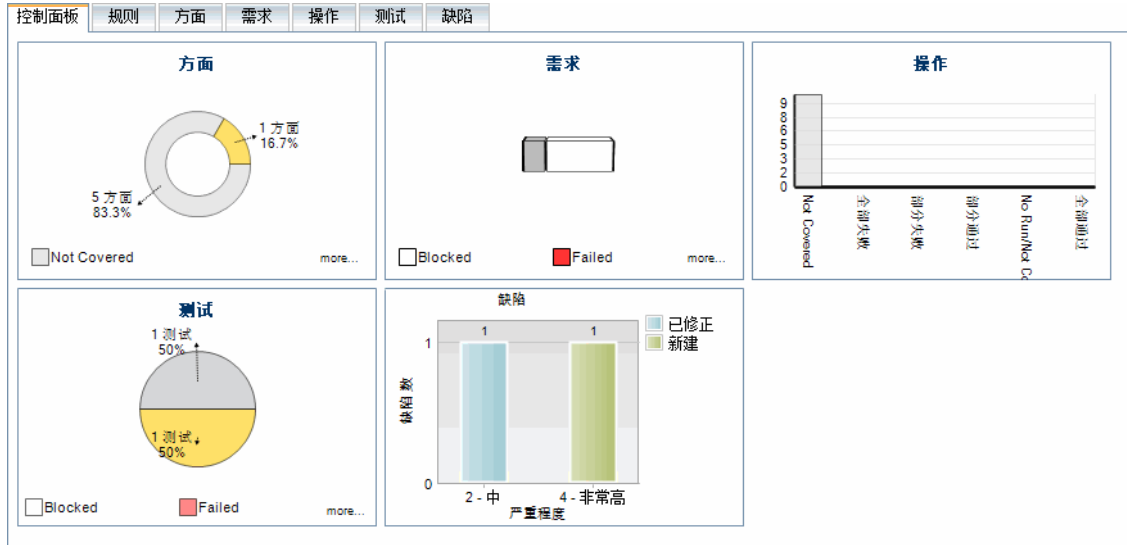 控制面板 规则 方面 需求 操作 测试 缺陷
方面
1 方面
16.7%
5 方面
83.3%
Not Covered more...
需求
Blocked Failed more...
操作
9
8
6
5
3
2
0
Not Covered
全部失败
部分失败
部分通过
No Run/Not Co
全部通过
测试
1 测试
50%
1 测试
50%
Blocked Failed more...
缺陷
已修正
新建
1 1
1
缺陷数
0
2 - 中 4 - 非常高
严重程度